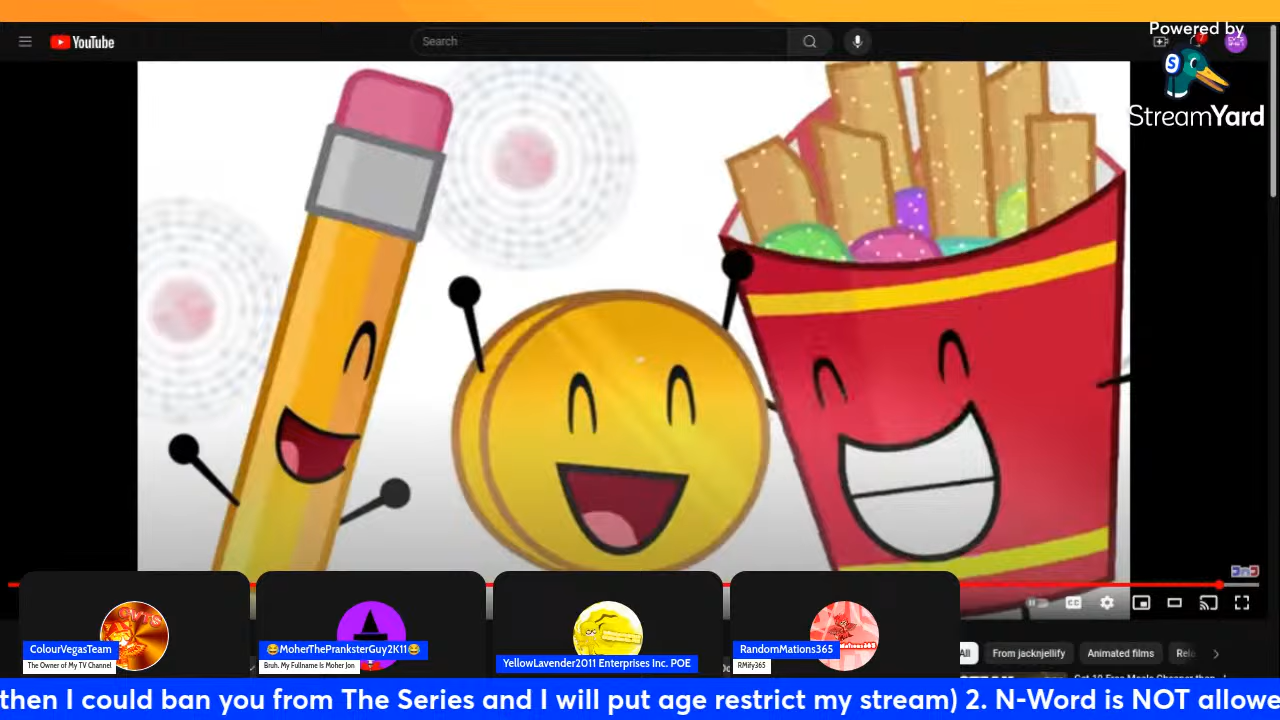 Powered by
YouTube
Search
StreamYard
ColourVegasTeam
The Owner of My TV Channel
😂MoherThePranksterGuy2K11😂
Bruh. My Fullname Is Moher Jon
YellowLavender2011 Enterprises Inc. POE
RandomMations365
RMify365
All
From jacknjellify
Animated films
Rela
then I could ban you from The Series and I will put age restrict my stream) 2. N-Word is NOT allowe